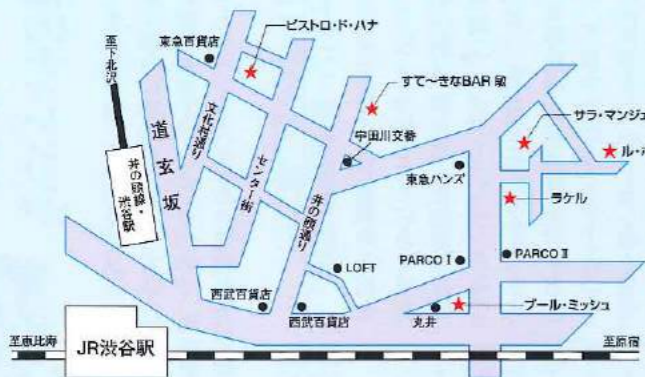 ビストロ・ド・ハナ
東急百貨店
至下北沢
すて〜きなBAR 敏
サラ・マンジェ
道玄坂
文化村通り
センター街
井の頭通り
宇田川交番
東急ハンズ
ラケル
井の頭線・
渋谷駅
LOFT
PARCO I
PARCO II
西武百貨店
西武百貨店
丸井
ブール・ミッシュ
至恵比寿
JR渋谷駅
至原宿